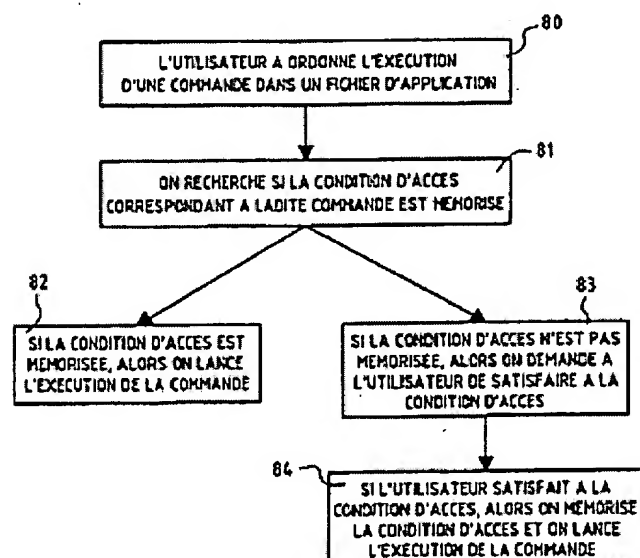 80
L'UTILISATEUR A ORDONNE L'EXECUTION
D'UNE COMMANDE DANS UN FICHIER D'APPLICATION
81
ON RECHERCHE SI LA CONDITION D'ACCES
CORRESPONDANT A LADITE COMMANDE EST MEMORISE
82
SI LA CONDITION D'ACCES EST
MEMORISEE, ALORS ON LANCE
L'EXECUTION DE LA COMMANDE
83
SI LA CONDITION D'ACCES N'EST PAS
MEMORISEE, ALORS ON DEMANDE A
L'UTILISATEUR DE SATISFAIRE A LA
CONDITION D'ACCES
84
SI L'UTILISATEUR SATISFAIT A LA
CONDITION D'ACCES, ALORS ON MEMORISE
LA CONDITION D'ACCES ET ON LANCE
L'EXECUTION DE LA COMMANDE